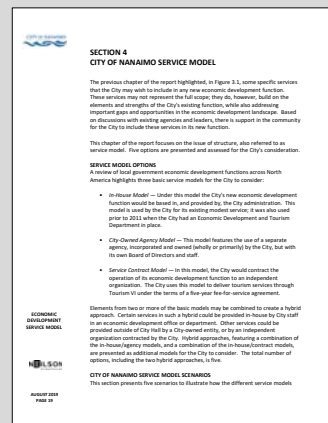 CITY OF NANAIMO
SECTION 4
CITY OF NANAIMO SERVICE MODEL
The previous chapter of the report highlighted, in Figure 3.1, some specific services
that the City may wish to include in any new economic development function.
These services may not represent the full scope; they do, however, build on the
elements and strengths of the City's existing function, while also addressing
important gaps and opportunities in the economic development landscape. Based
on discussions with existing agencies and leaders, there is support in the community
for the City to include these services in its new function.
This chapter of the report focuses on the issue of structure, also referred to as
service model. Five options are presented and assessed for the City's consideration.
SERVICE MODEL OPTIONS
A review of local government economic development functions across North
America highlights three basic service models for the City to consider:
• In-House Model — Under this model the City's new economic development
function would be based in, and provided by, the City administration. This
model is used by the City for its existing modest service; it was also used
prior to 2011 when the City had an Economic Development and Tourism
Department in place.
• City-Owned Agency Model — This model features the use of a separate
agency, incorporated and owned (wholly or primarily) by the City, but with
its own Board of Directors and staff.
• Service Contract Model — In this model, the City would contract the
operation of its economic development function to an independent
organization. The City uses this model to deliver tourism services through
Tourism VI under the terms of a five-year fee-for-service agreement.
Elements from two or more of the basic models may be combined to create a hybrid
approach. Certain services in such a hybrid could be provided in-house by City staff
in an economic development office or department. Other services could be
provided outside of City Hall by a City-owned entity, or by an independent
organization contracted by the City. Hybrid approaches, featuring a combination of
the in-house/agency models, and a combination of the in-house/contract models,
are presented as additional models for the City to consider. The total number of
options, including the two hybrid approaches, is five.
CITY OF NANAIMO SERVICE MODEL SCENARIOS
This section presents five scenarios to illustrate how the different service models
ECONOMIC
DEVELOPMENT
SERVICE MODEL
NEILSON
AUGUST 2019
PAGE 19